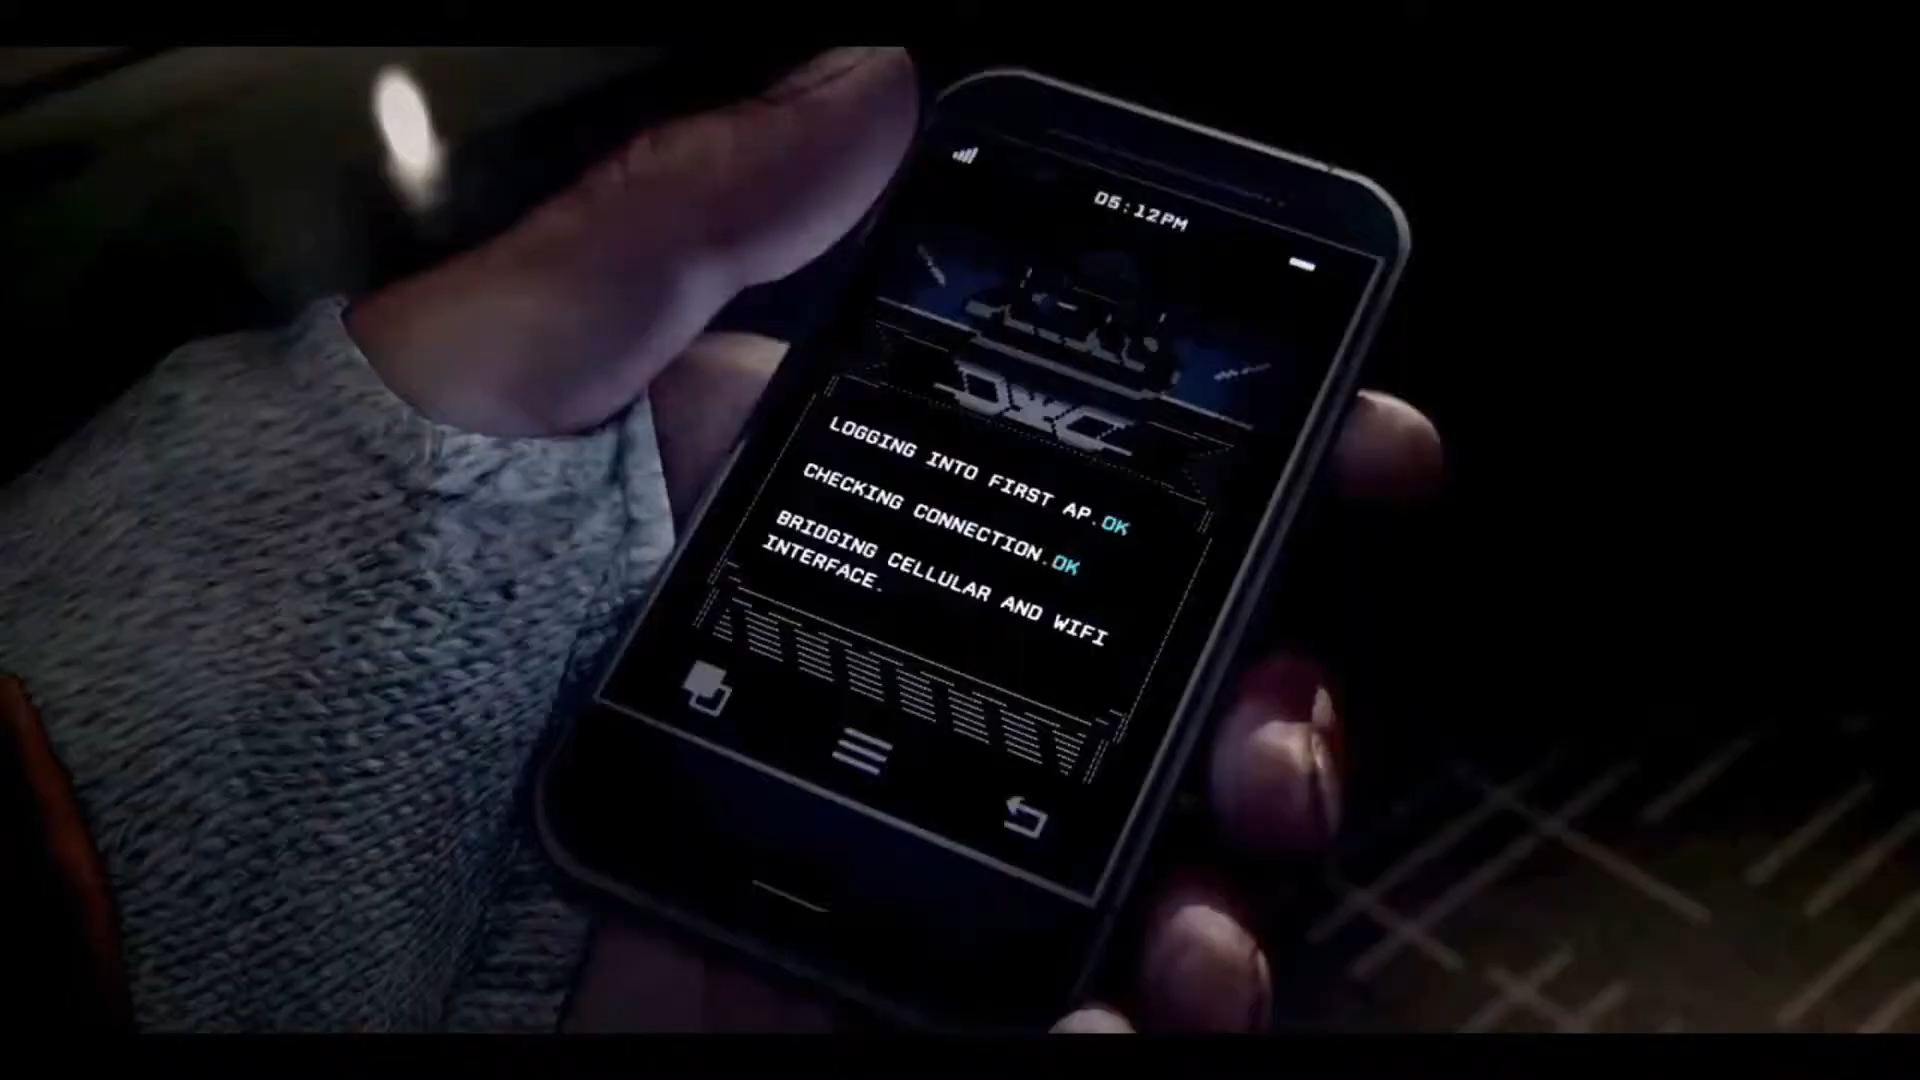 05:12PM
LOGGING INTO FIRST AP.OK
CHECKING CONNECTION.OK
BRIDGING CELLULAR AND WIFI
INTERFACE.